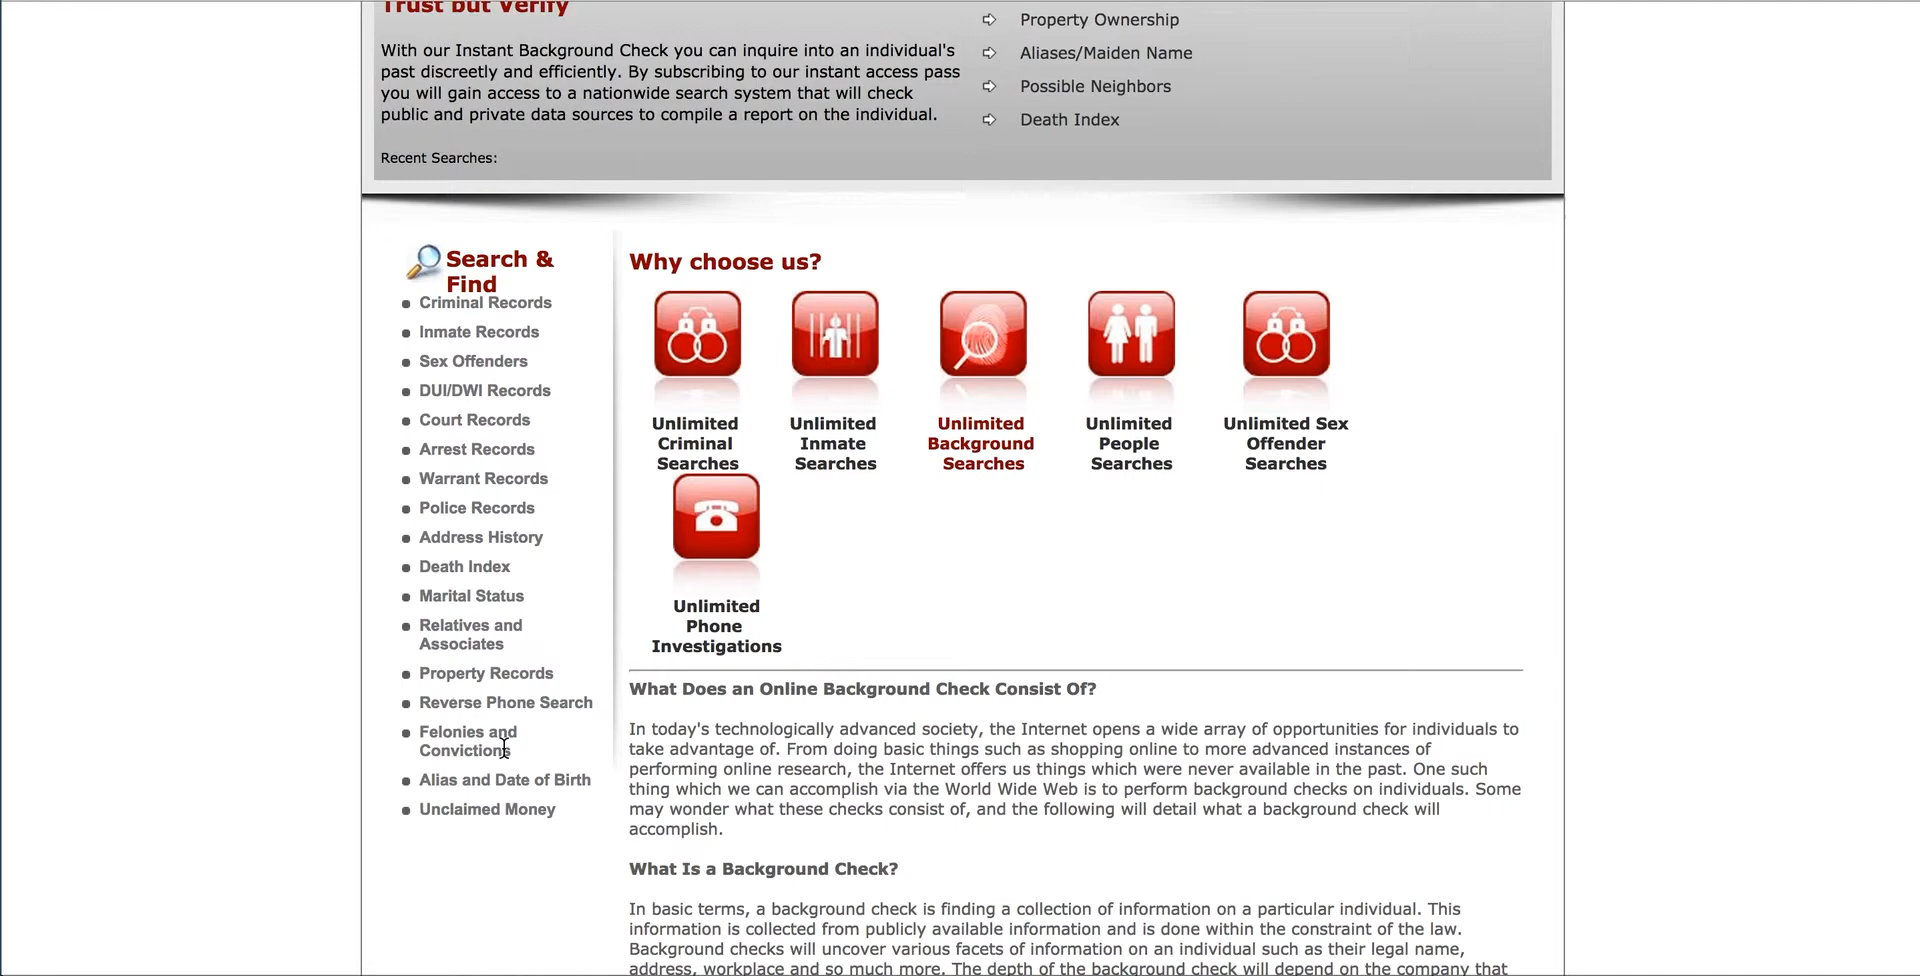 Trust but Verify
With our Instant Background Check you can inquire into an individual's
past discreetly and efficiently. By subscribing to our instant access pass
you will gain access to a nationwide search system that will check
public and private data sources to compile a report on the individual.
Recent Searches:
Property Ownership
Aliases/Maiden Name
Possible Neighbors
Death Index
Search &
Find
Criminal Records
Inmate Records
Sex Offenders
DUI/DWI Records
Court Records
Arrest Records
Warrant Records
Police Records
Address History
Death Index
Marital Status
Relatives and
Associates
Property Records
Reverse Phone Search
Felonies and
Convictions
Alias and Date of Birth
Unclaimed Money
Why choose us?
Unlimited
Criminal
Searches
Unlimited
Inmate
Searches
Unlimited
Background
Searches
Unlimited
People
Searches
Unlimited Sex
Offender
Searches
Unlimited
Phone
Investigations
What Does an Online Background Check Consist Of?
In today's technologically advanced society, the Internet opens a wide array of opportunities for individuals to
take advantage of. From doing basic things such as shopping online to more advanced instances of
performing online research, the Internet offers us things which were never available in the past. One such
thing which we can accomplish via the World Wide Web is to perform background checks on individuals. Some
may wonder what these checks consist of, and the following will detail what a background check will
accomplish.
What Is a Background Check?
In basic terms, a background check is finding a collection of information on a particular individual. This
information is collected from publicly available information and is done within the constraint of the law.
Background checks will uncover various facets of information on an individual such as their legal name,
address, workplace and so much more. The depth of the background check will depend on the company that